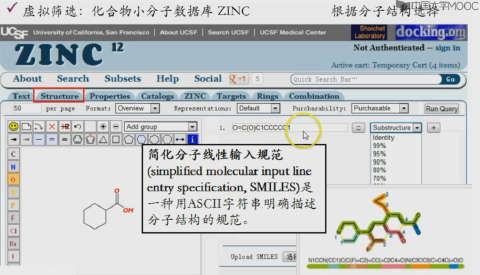 ✓ 虚拟筛选：化合物小分子数据库 ZINC
根据分子结构选择
中国大学MOOC
UCSF University of California, San Francisco | About UCSF | Search UCSF | UCSF Medical Center
Shoichet Laboratory
docking.org
ZINC 12
Not Authenticated — sign in
Active cart: Temporary Cart (4 items)
About Search Subsets Help Social +1 5
Quick Search Bar... Go
Text Structure Properties Catalogs ZINC Targets Rings Combination
50 per page Format: Overview Representations: Default Purchasability: Purchasable Run Query
Add group
1. O=C(O)C1CCCCC1
Substructure +
Identity
99%
95%
90%
80%
70%
C
N
O
S
F
Cl
Br
I
O
OH
简化分子线性输入规范
(simplified molecular input line
entry specification, SMILES)是
一种用ASCII字符串明确描述
分子结构的规范。
Upload SMILES